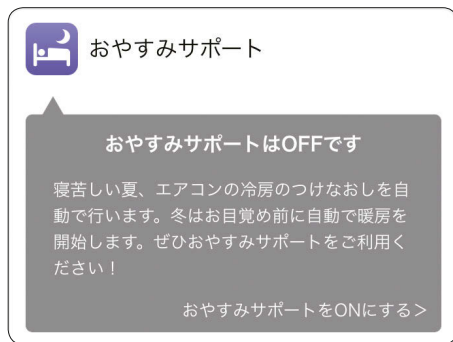 おやすみサポート
おやすみサポートはOFFです
寝苦しい夏、エアコンの冷房のつけなおしを自
動で行います。冬はお目覚め前に自動で暖房を
開始します。ぜひおやすみサポートをご利用く
ださい！
おやすみサポートをONにする＞